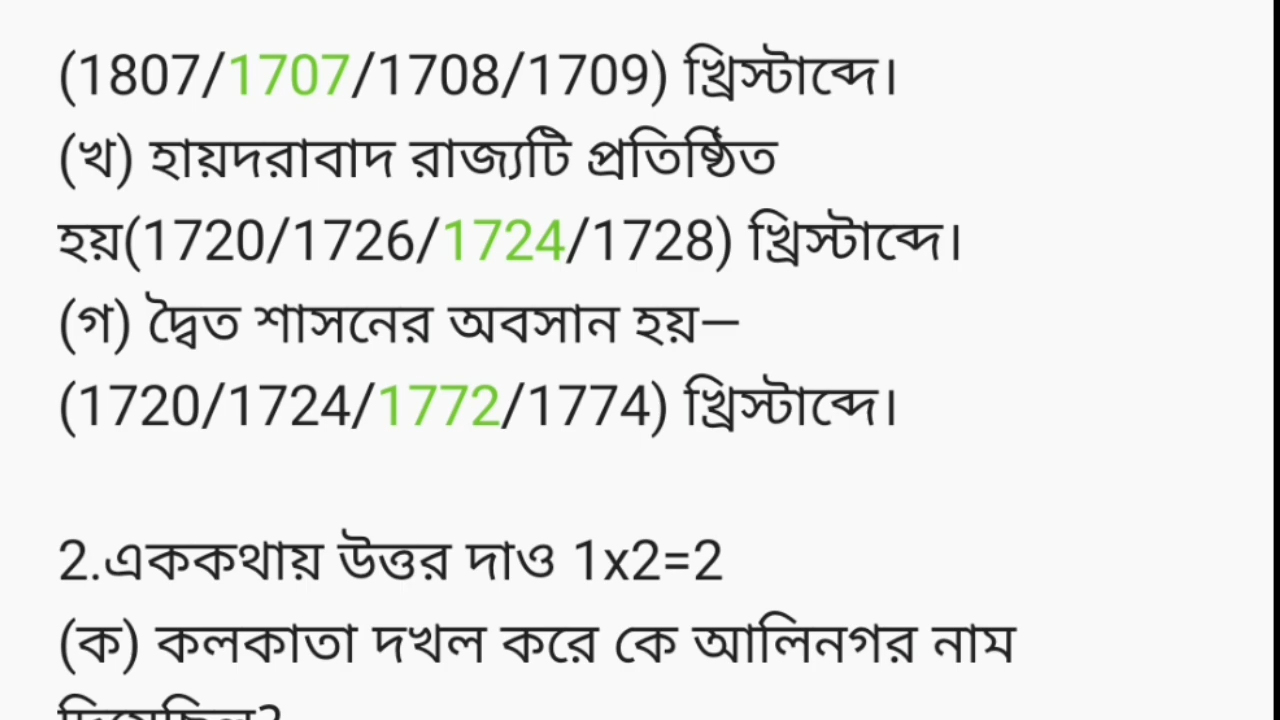 (1807/1707/1708/1709) খ্রিস্টাব্দে।
(খ) হায়দরাবাদ রাজ্যটি প্রতিষ্ঠিত
হয়(1720/1726/1724/1728) খ্রিস্টাব্দে।
(গ) দ্বৈত শাসনের অবসান হয়—
(1720/1724/1772/1774) খ্রিস্টাব্দে।
2.এককথায় উত্তর দাও 1x2=2
(ক) কলকাতা দখল করে কে আলিনগর নাম